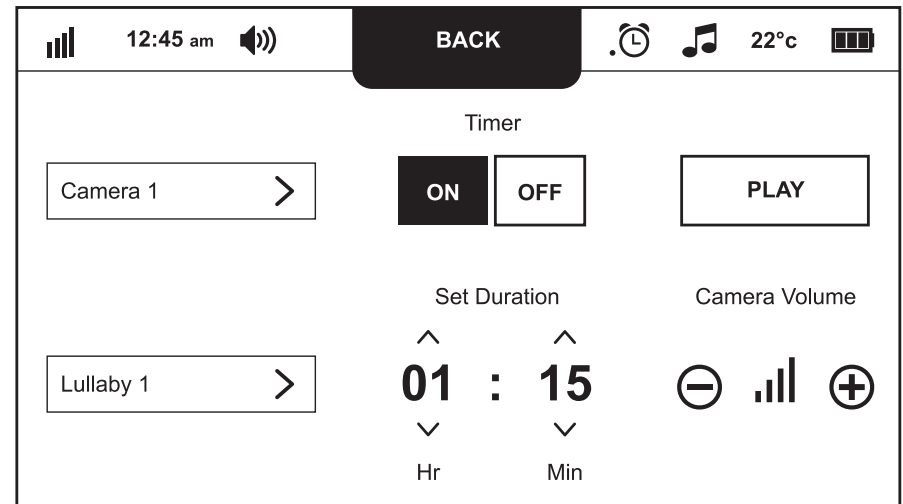 12:45 am BACK 22°c
Timer
Camera 1 ON OFF PLAY
Set Duration Camera Volume
Lullaby 1 01 : 15
Hr Min